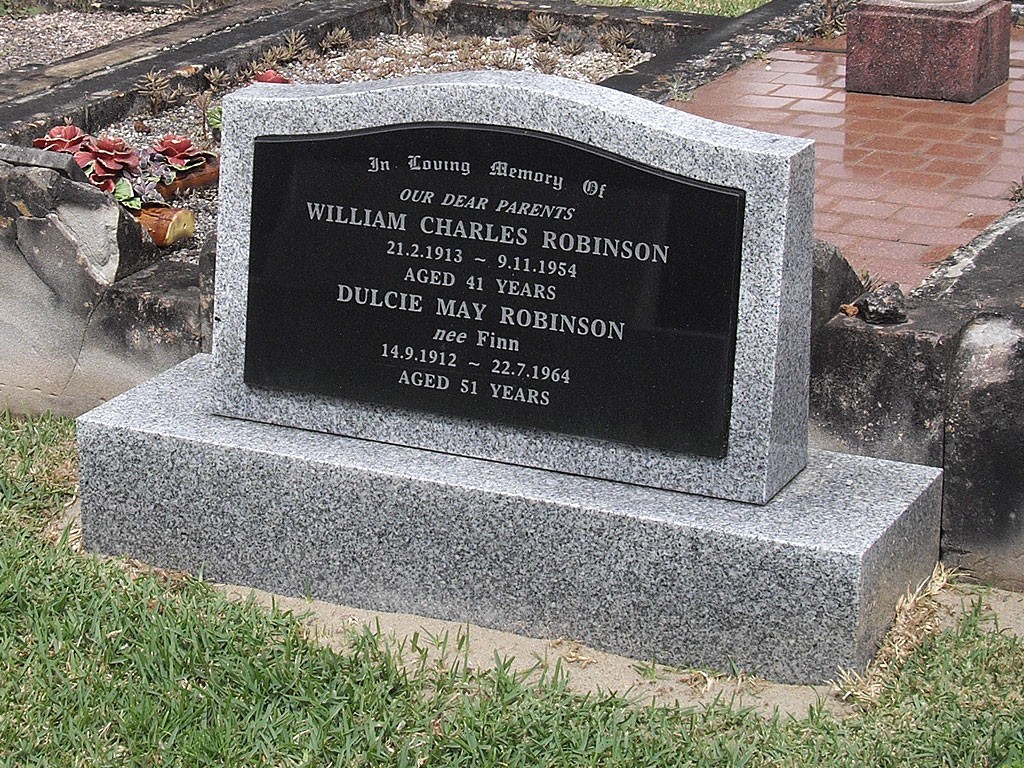 In Loving Memory Of
OUR DEAR PARENTS
WILLIAM CHARLES ROBINSON
21.2.1913 ~ 9.11.1954
AGED 41 YEARS
DULCIE MAY ROBINSON
nee Finn
14.9.1912 ~ 22.7.1964
AGED 51 YEARS